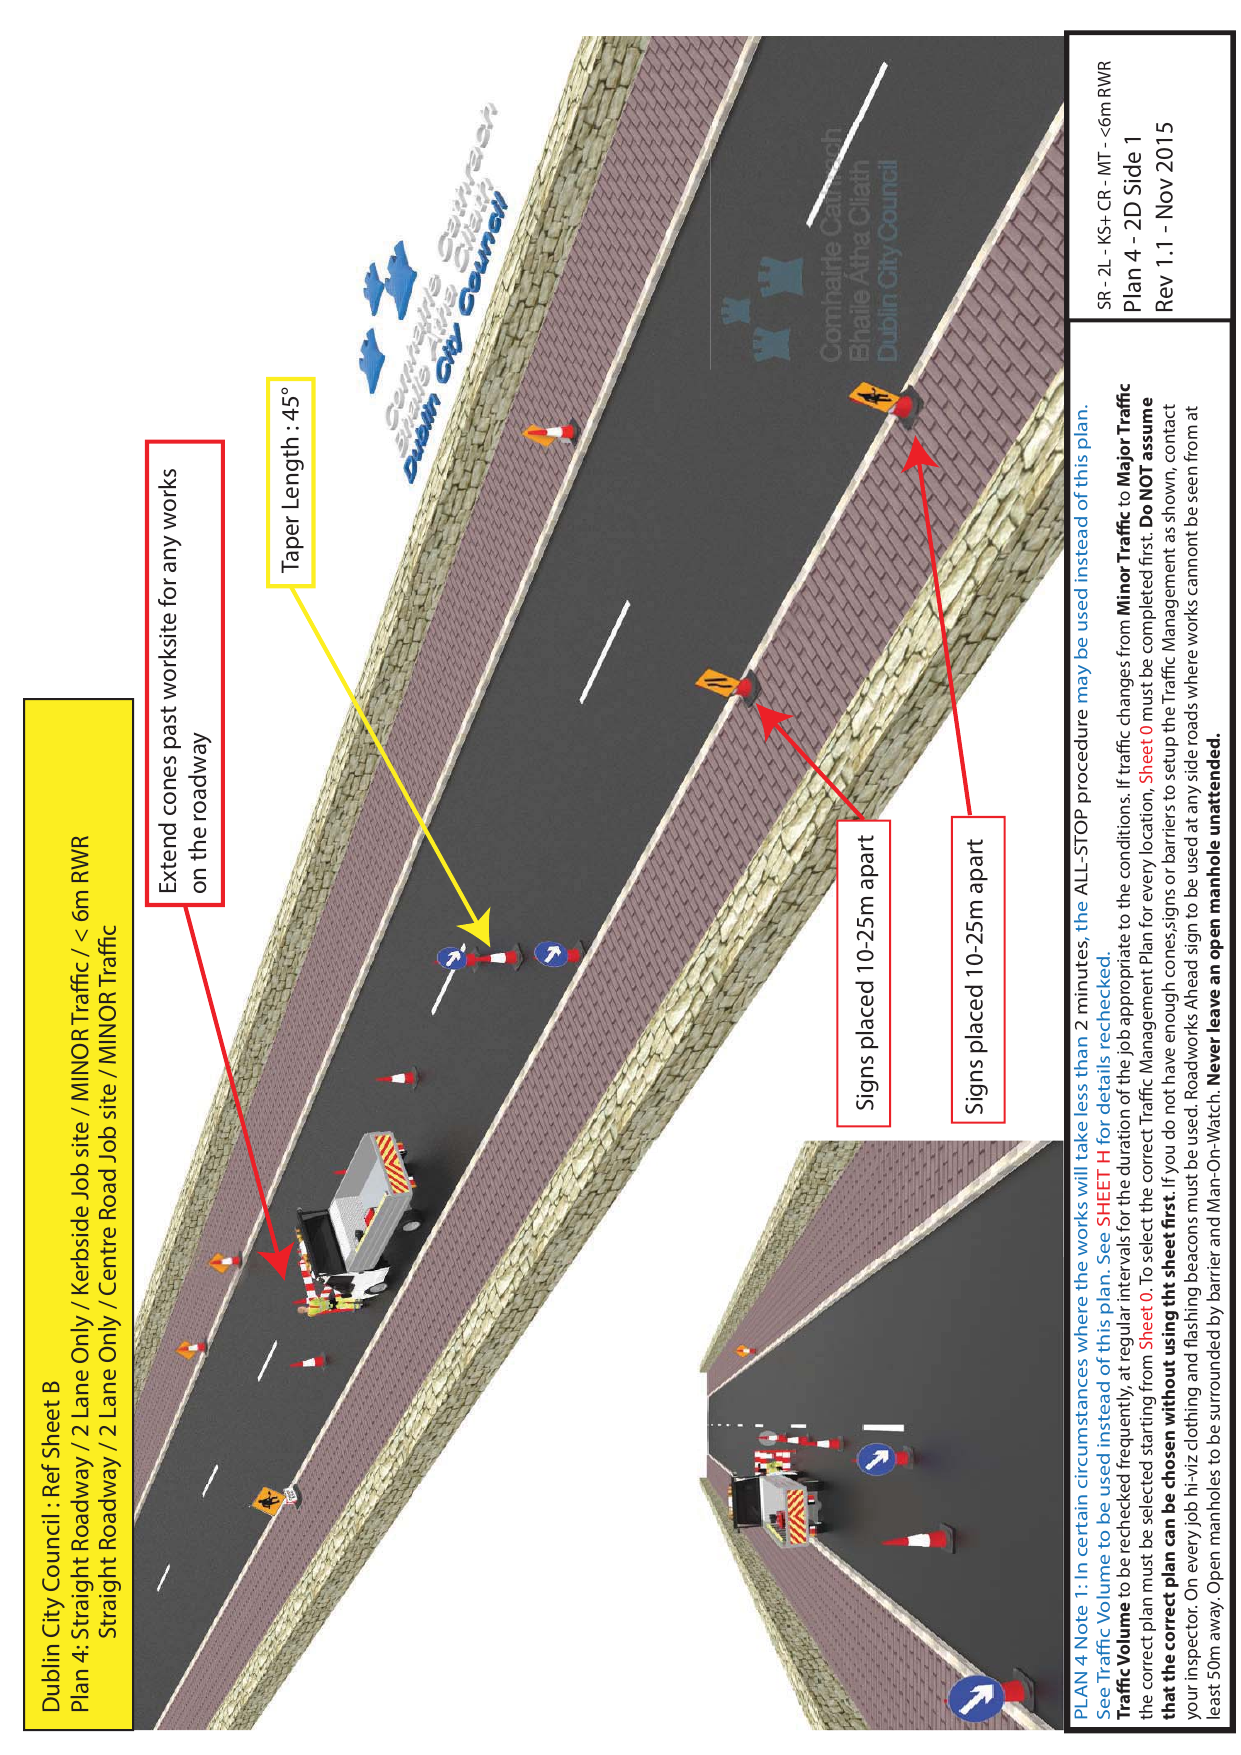 Dublin City Council : Ref Sheet B
Plan 4: Straight Roadway / 2 Lane Only / Kerbside Job site / MINOR Traffic / < 6m RWR
Straight Roadway / 2 Lane Only / Centre Road Job site / MINOR Traffic
Extend cones past worksite for any works
on the roadway
Taper Length : 45°
Comhairle Cathrach
Bhaile Átha Cliath
Dublin City Council
Comhairle Cathrach
Bhaile Átha Cliath
Dublin City Council
Signs placed 10-25m apart
Signs placed 10-25m apart
PLAN 4 Note 1: In certain circumstances where the works will take less than 2 minutes, the ALL-STOP procedure may be used instead of this plan.
See Traffic Volume to be used instead of this plan. See SHEET H for details rechecked.
Traffic Volume to be rechecked frequently, at regular intervals for the duration of the job appropriate to the conditions. If traffic changes from Minor Traffic to Major Traffic
the correct plan must be selected starting from Sheet 0. To select the correct Traffic Management Plan for every location, Sheet 0 must be completed first. Do NOT assume
that the correct plan can be chosen without using tht sheet first. If you do not have enough cones,signs or barriers to setup the Traffic Management as shown, contact
your inspector. On every job hi-viz clothing and flashing beacons must be used. Roadworks Ahead sign to be used at any side roads where works cannont be seen from at
least 50m away. Open manholes to be surrounded by barrier and Man-On-Watch. Never leave an open manhole unattended.
SR - 2L - KS+ CR - MT - <6m RWR
Plan 4 - 2D Side 1
Rev 1.1 - Nov 2015